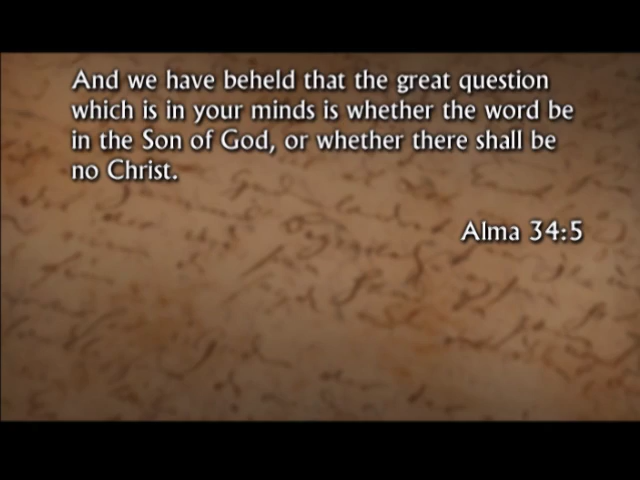 And we have beheld that the great question
which is in your minds is whether the word be
in the Son of God, or whether there shall be
no Christ.
Alma 34:5